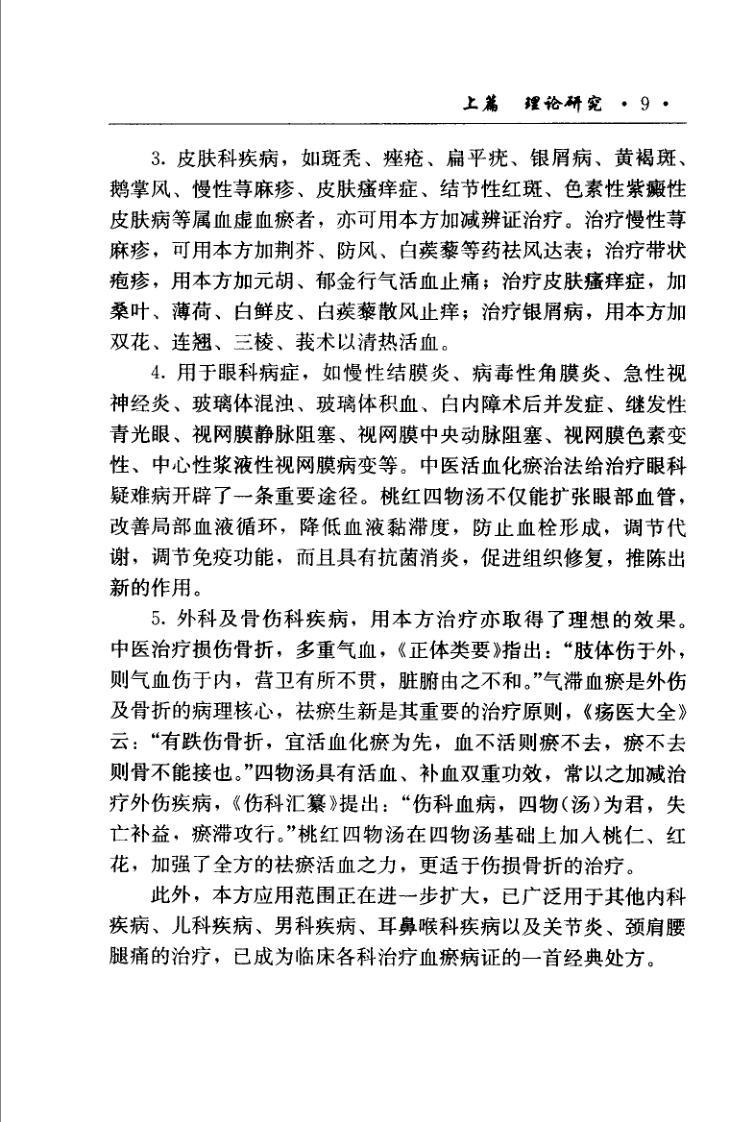 上篇 理论研究 · 9 ·
3. 皮肤科疾病，如斑秃、痤疮、扁平疣、银屑病、黄褐斑、
鹅掌风、慢性荨麻疹、皮肤瘙痒症、结节性红斑、色素性紫癜性
皮肤病等属血虚血瘀者，亦可用本方加减辨证治疗。治疗慢性荨
麻疹，可用本方加荆芥、防风、白蒺藜等药祛风达表；治疗带状
疱疹，用本方加元胡、郁金行气活血止痛；治疗皮肤瘙痒症，加
桑叶、薄荷、白鲜皮、白蒺藜散风止痒；治疗银屑病，用本方加
双花、连翘、三棱、莪术以清热活血。
4. 用于眼科病症，如慢性结膜炎、病毒性角膜炎、急性视
神经炎、玻璃体混浊、玻璃体积血、白内障术后并发症、继发性
青光眼、视网膜静脉阻塞、视网膜中央动脉阻塞、视网膜色素变
性、中心性浆液性视网膜病变等。中医活血化瘀治法给治疗眼科
疑难病开辟了一条重要途径。桃红四物汤不仅能扩张眼部血管，
改善局部血液循环，降低血液黏滞度，防止血栓形成，调节代
谢，调节免疫功能，而且具有抗菌消炎，促进组织修复，推陈出
新的作用。
5. 外科及骨伤科疾病，用本方治疗亦取得了理想的效果。
中医治疗损伤骨折，多重气血，《正体类要》指出：“肢体伤于外，
则气血伤于内，营卫有所不贯，脏腑由之不和。”气滞血瘀是外伤
及骨折的病理核心，祛瘀生新是其重要的治疗原则，《疡医大全》
云：“有跌伤骨折，宜活血化瘀为先，血不活则瘀不去，瘀不去
则骨不能接也。”四物汤具有活血、补血双重功效，常以之加减治
疗外伤疾病，《伤科汇纂》提出：“伤科血病，四物(汤)为君，失
亡补益，瘀滞攻行。”桃红四物汤在四物汤基础上加入桃仁、红
花，加强了全方的祛瘀活血之力，更适于伤损骨折的治疗。
此外，本方应用范围正在进一步扩大，已广泛用于其他内科
疾病、儿科疾病、男科疾病、耳鼻喉科疾病以及关节炎、颈肩腰
腿痛的治疗，已成为临床各科治疗血瘀病证的一首经典处方。